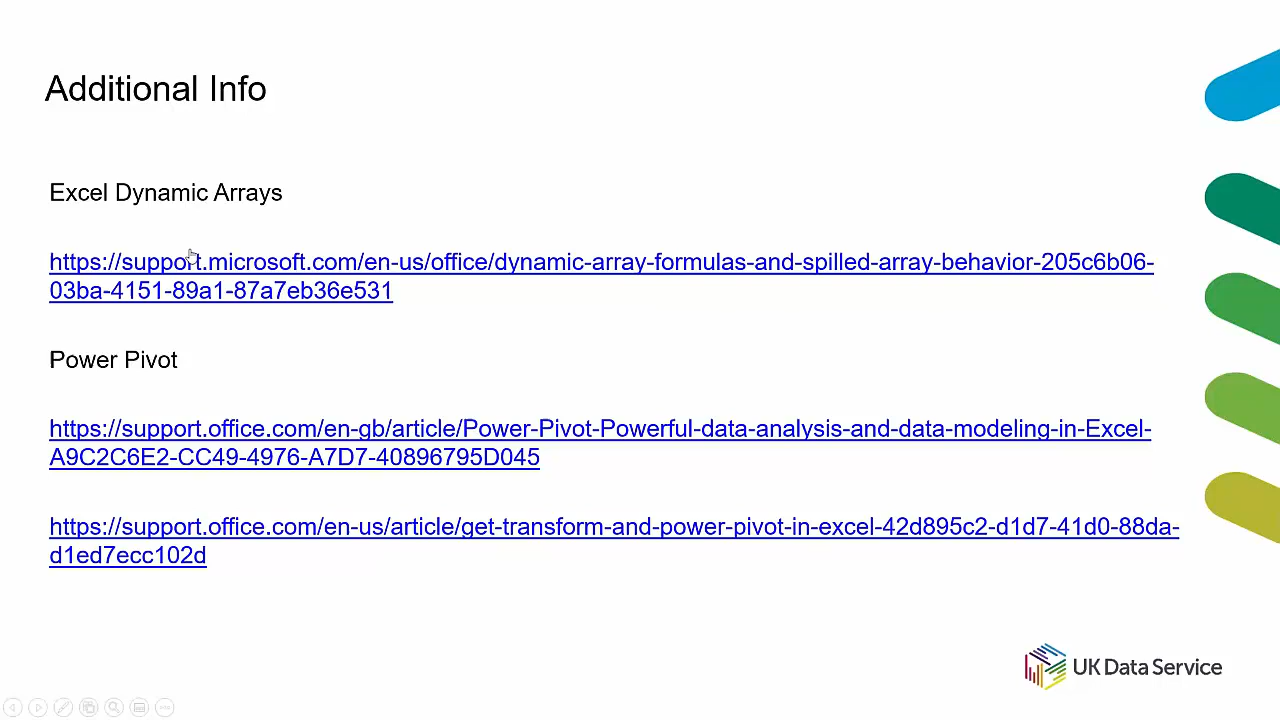 Additional Info
Excel Dynamic Arrays
https://support.microsoft.com/en-us/office/dynamic-array-formulas-and-spilled-array-behavior-205c6b06-
03ba-4151-89a1-87a7eb36e531
Power Pivot
https://support.office.com/en-gb/article/Power-Pivot-Powerful-data-analysis-and-data-modeling-in-Excel-
A9C2C6E2-CC49-4976-A7D7-40896795D045
https://support.office.com/en-us/article/get-transform-and-power-pivot-in-excel-42d895c2-d1d7-41d0-88da-
d1ed7ecc102d
UK Data Service